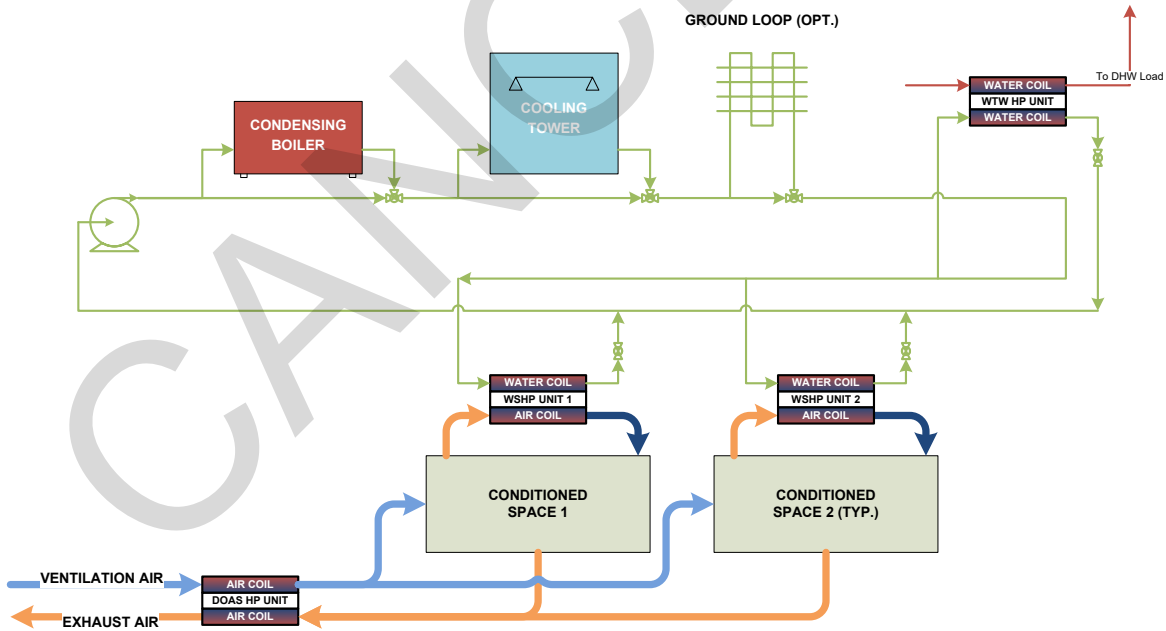 GROUND LOOP (OPT.)
To DHW Load
WATER COIL
WTW HP UNIT
WATER COIL
CONDENSING
BOILER
COOLING
TOWER
WATER COIL
WSHP UNIT 1
AIR COIL
WATER COIL
WSHP UNIT 2
AIR COIL
CONDITIONED
SPACE 1
CONDITIONED
SPACE 2 (TYP.)
VENTILATION AIR
EXHAUST AIR
AIR COIL
DOAS HP UNIT
AIR COIL
CANC